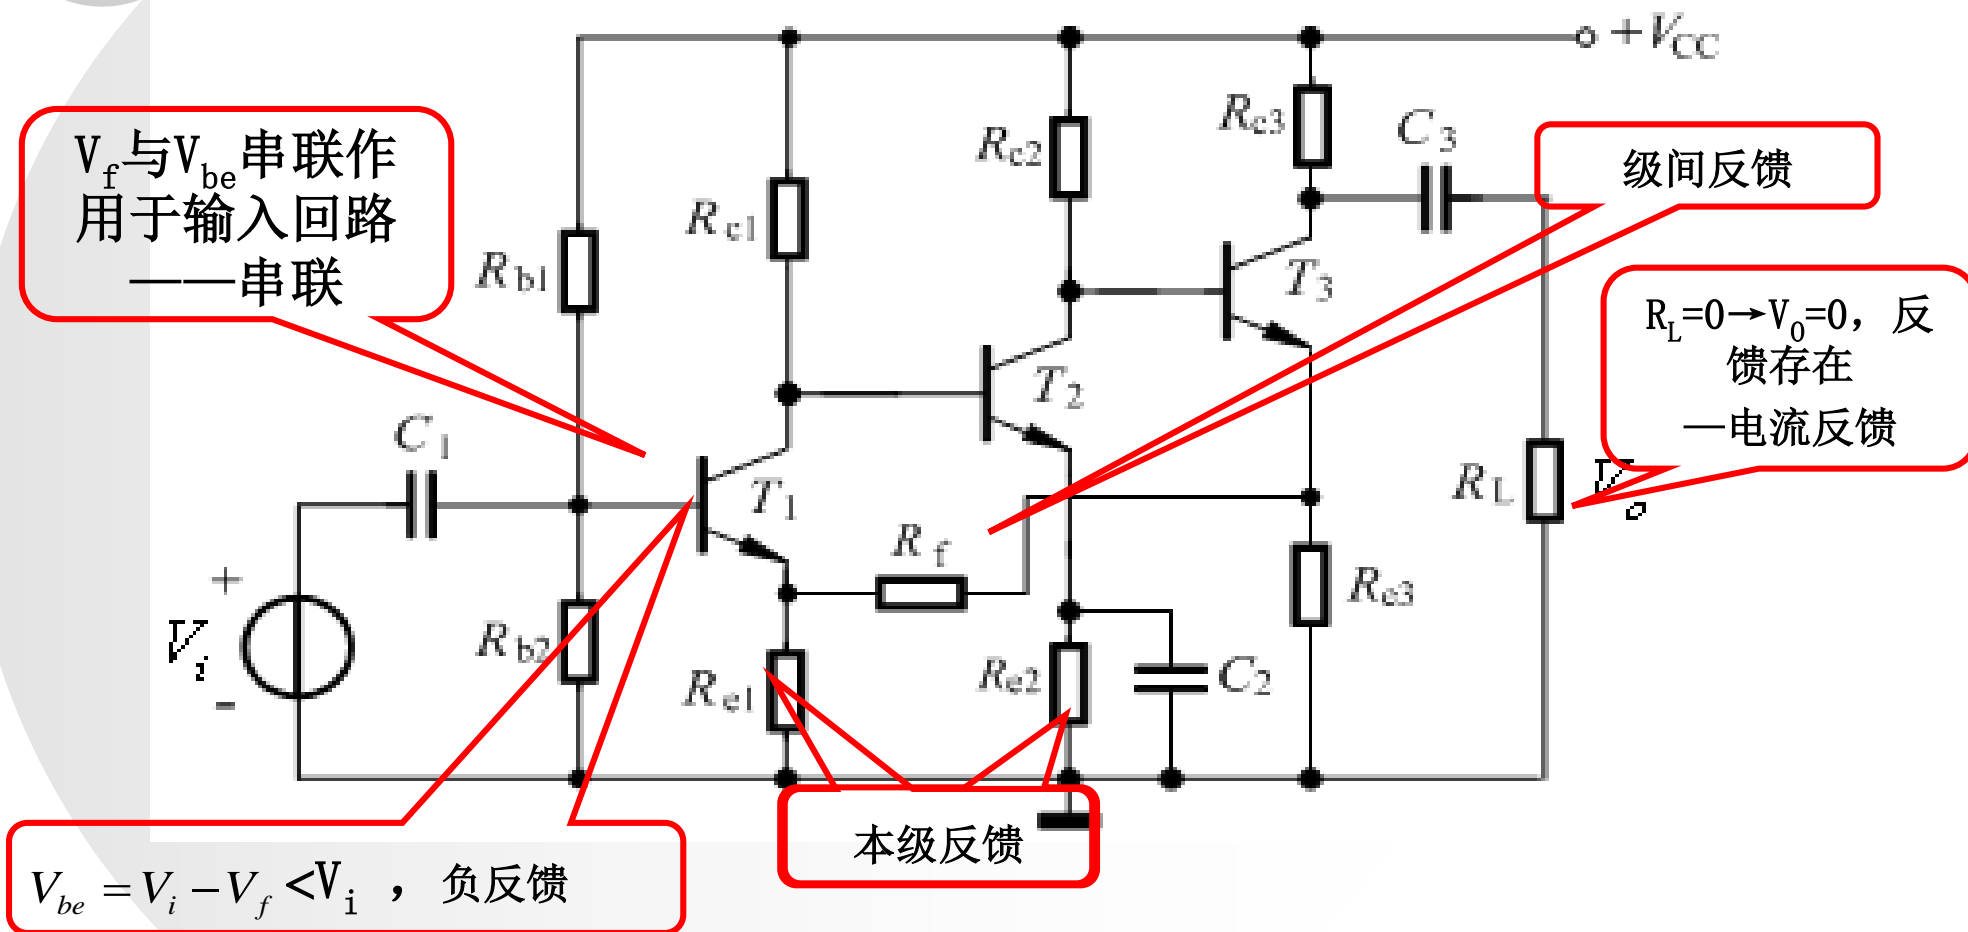 +V_CC
R_c3
C_3
R_c2
级间反馈
V_f与V_be串联作
用于输入回路
——串联
R_c1
R_b1
T_3
R_L=0→V_O=0，反
馈存在
—电流反馈
T_2
C_1
T_1
R_L
V_o
R_f
+
V_i
-
R_b2
R_e1
R_e2
C_2
R_e3
本级反馈
V_be = V_i − V_f <V_i ，负反馈